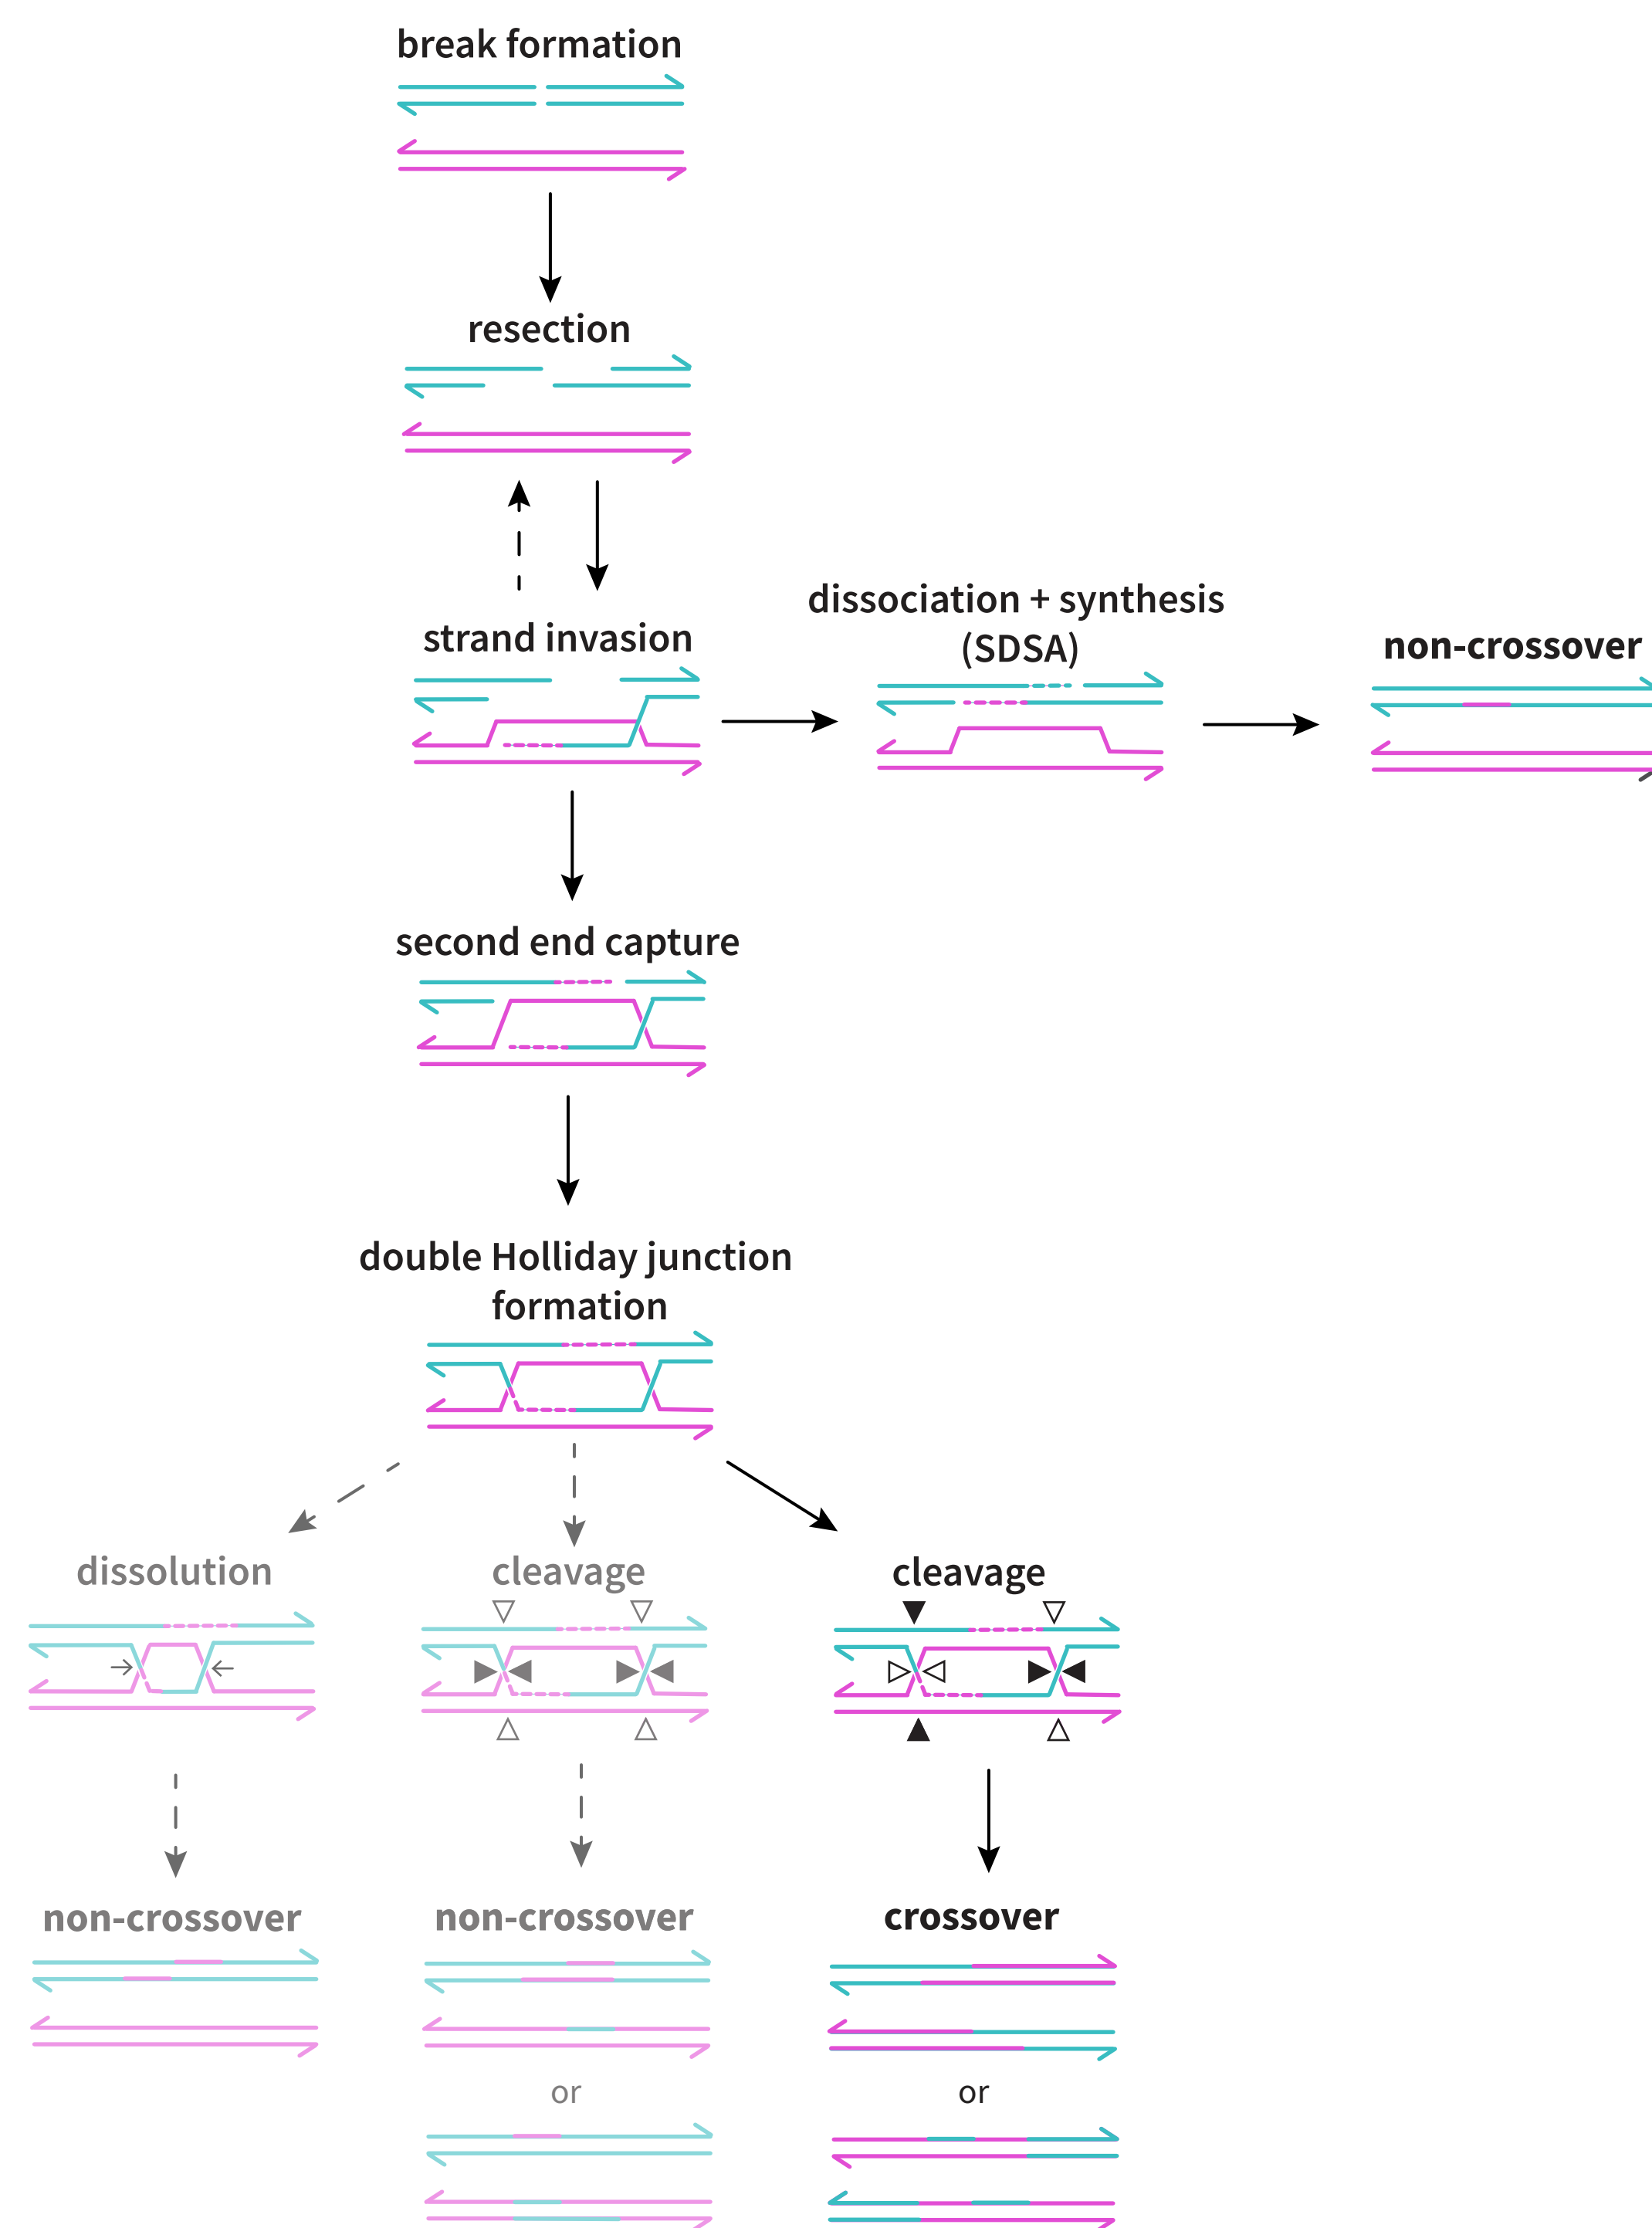 break formation
resection
strand invasion
dissociation + synthesis
(SDSA)
non-crossover
second end capture
double Holliday junction
formation
dissolution
cleavage
cleavage
non-crossover
non-crossover
crossover
or
or